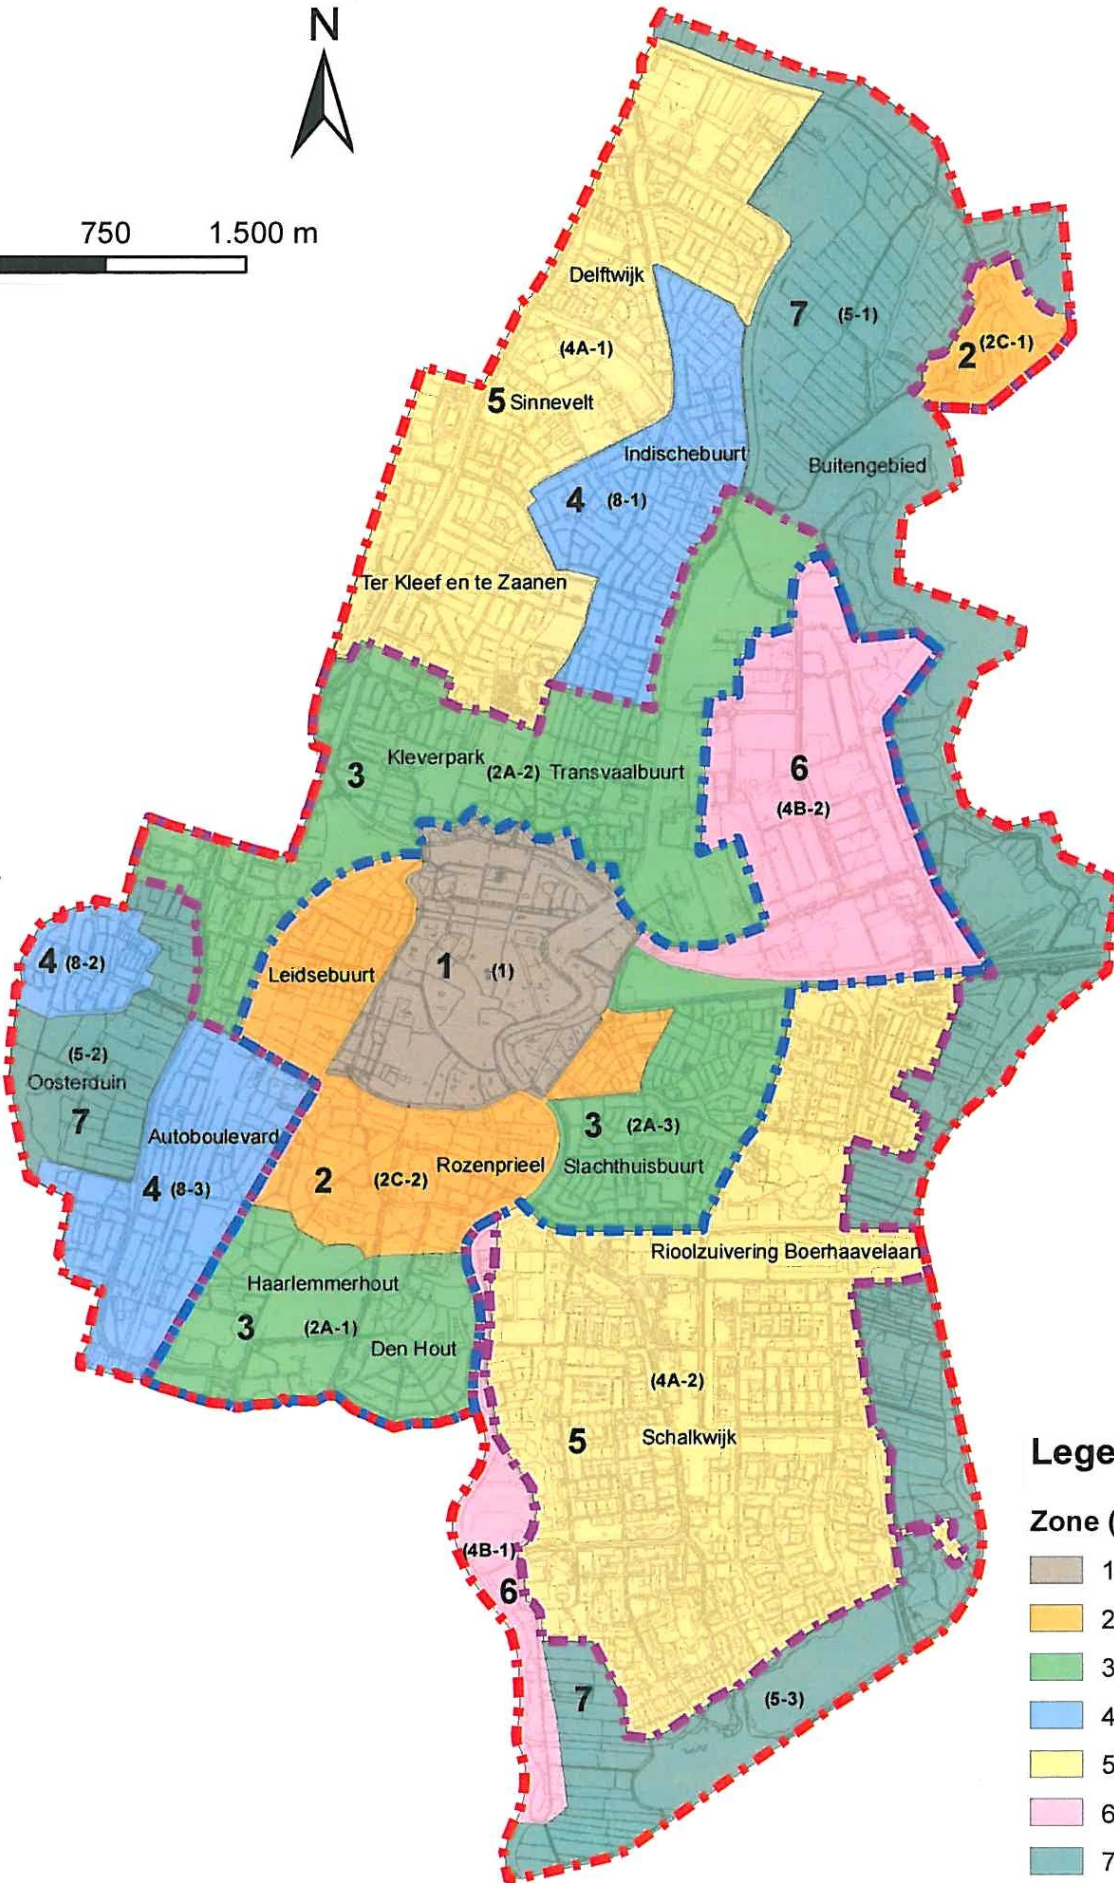 N
750 1.500 m
Delftwijk
(4A-1)
7 (5-1)
2 (2C-1)
5 Sinnevelt
Indischebuurt
Buitengebied
4 (8-1)
Ter Kleef en te Zaanen
Kleverpark
3 (2A-2) Transvaalbuurt
6
(4B-2)
4 (8-2)
Leidsebuurt
1 (1)
(5-2)
Oosterduin
7
Autoboulevard
4 (8-3)
2 (2C-2) Rozenprieel
3 (2A-3)
Slachthuisbuurt
Rioolzuivering Boerhaavelaan
Haarlemmerhout
3 (2A-1)
Den Hout
(4A-2)
5 Schalkwijk
(4B-1)
6
7 (5-3)
Lege
Zone (
1
2
3
4
5
6
7